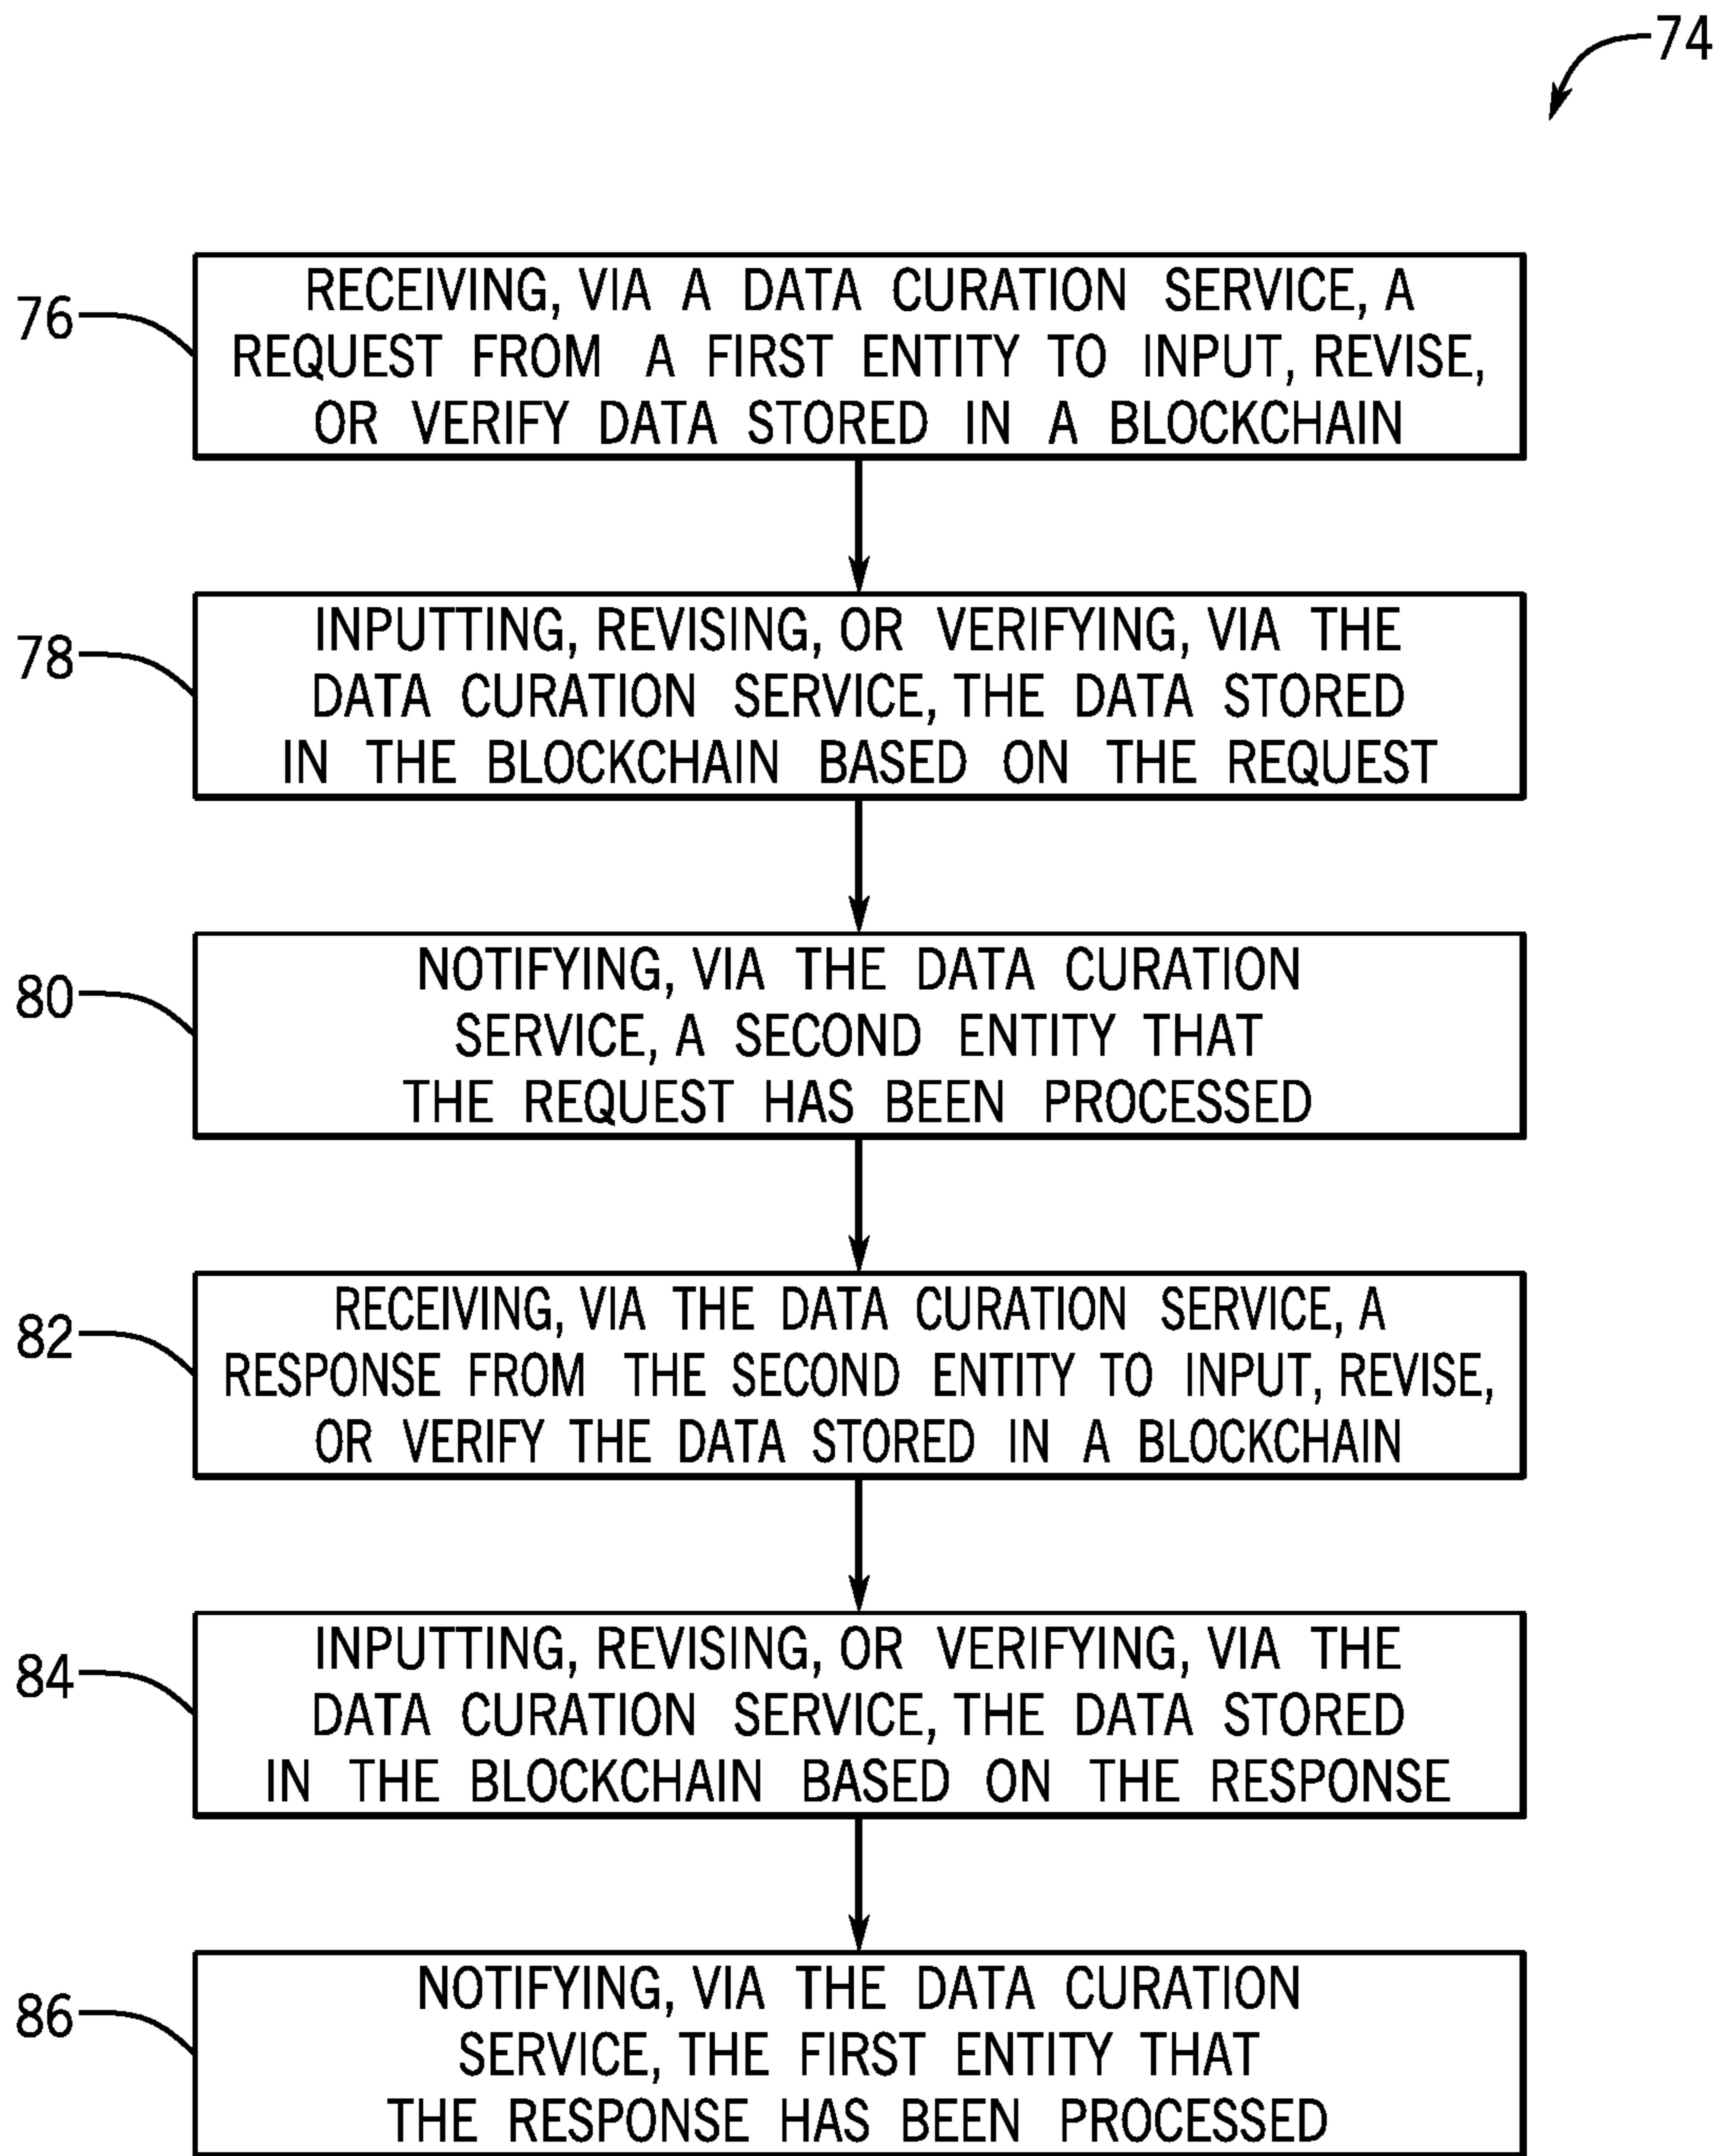 74
76
RECEIVING, VIA A DATA CURATION SERVICE, A
REQUEST FROM A FIRST ENTITY TO INPUT, REVISE,
OR VERIFY DATA STORED IN A BLOCKCHAIN
78
INPUTTING, REVISING, OR VERIFYING, VIA THE
DATA CURATION SERVICE, THE DATA STORED
IN THE BLOCKCHAIN BASED ON THE REQUEST
80
NOTIFYING, VIA THE DATA CURATION
SERVICE, A SECOND ENTITY THAT
THE REQUEST HAS BEEN PROCESSED
82
RECEIVING, VIA THE DATA CURATION SERVICE, A
RESPONSE FROM THE SECOND ENTITY TO INPUT, REVISE,
OR VERIFY THE DATA STORED IN A BLOCKCHAIN
84
INPUTTING, REVISING, OR VERIFYING, VIA THE
DATA CURATION SERVICE, THE DATA STORED
IN THE BLOCKCHAIN BASED ON THE RESPONSE
86
NOTIFYING, VIA THE DATA CURATION
SERVICE, THE FIRST ENTITY THAT
THE RESPONSE HAS BEEN PROCESSED